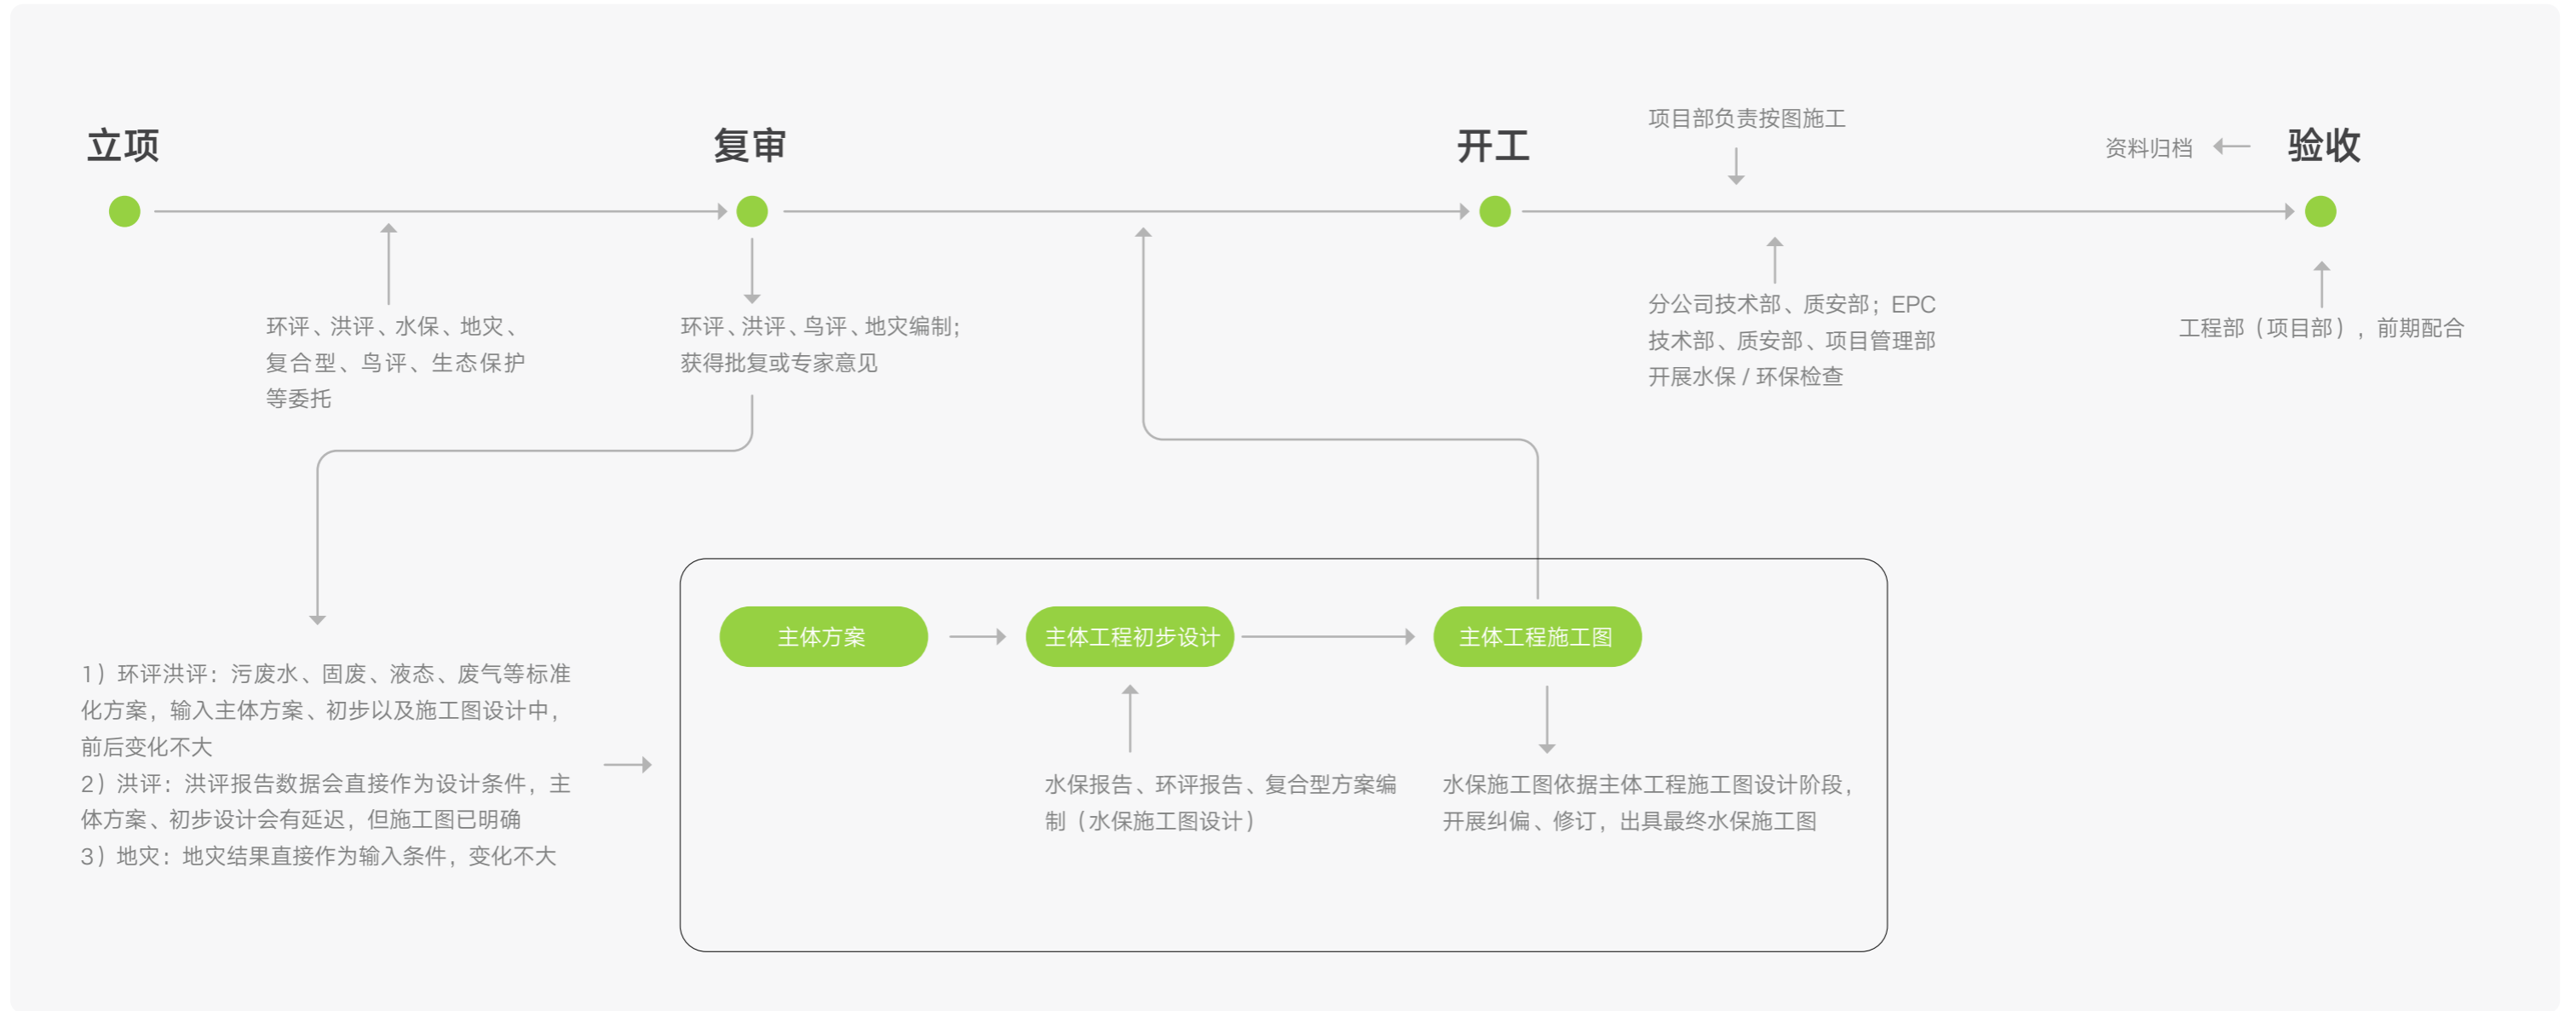 立项
复审
开工
项目部负责按图施工
资料归档
验收
环评、洪评、水保、地灾、
复合型、鸟评、生态保护
等委托
环评、洪评、鸟评、地灾编制；
获得批复或专家意见
分公司技术部、质安部；EPC
技术部、质安部、项目管理部
开展水保 / 环保检查
工程部（项目部），前期配合
1）环评洪评：污废水、固废、液态、废气等标准
化方案，输入主体方案、初步以及施工图设计中，
前后变化不大
2）洪评：洪评报告数据会直接作为设计条件，主
体方案、初步设计会有延迟，但施工图已明确
3）地灾：地灾结果直接作为输入条件，变化不大
主体方案
主体工程初步设计
主体工程施工图
水保报告、环评报告、复合型方案编
制（水保施工图设计）
水保施工图依据主体工程施工图设计阶段，
开展纠偏、修订，出具最终水保施工图